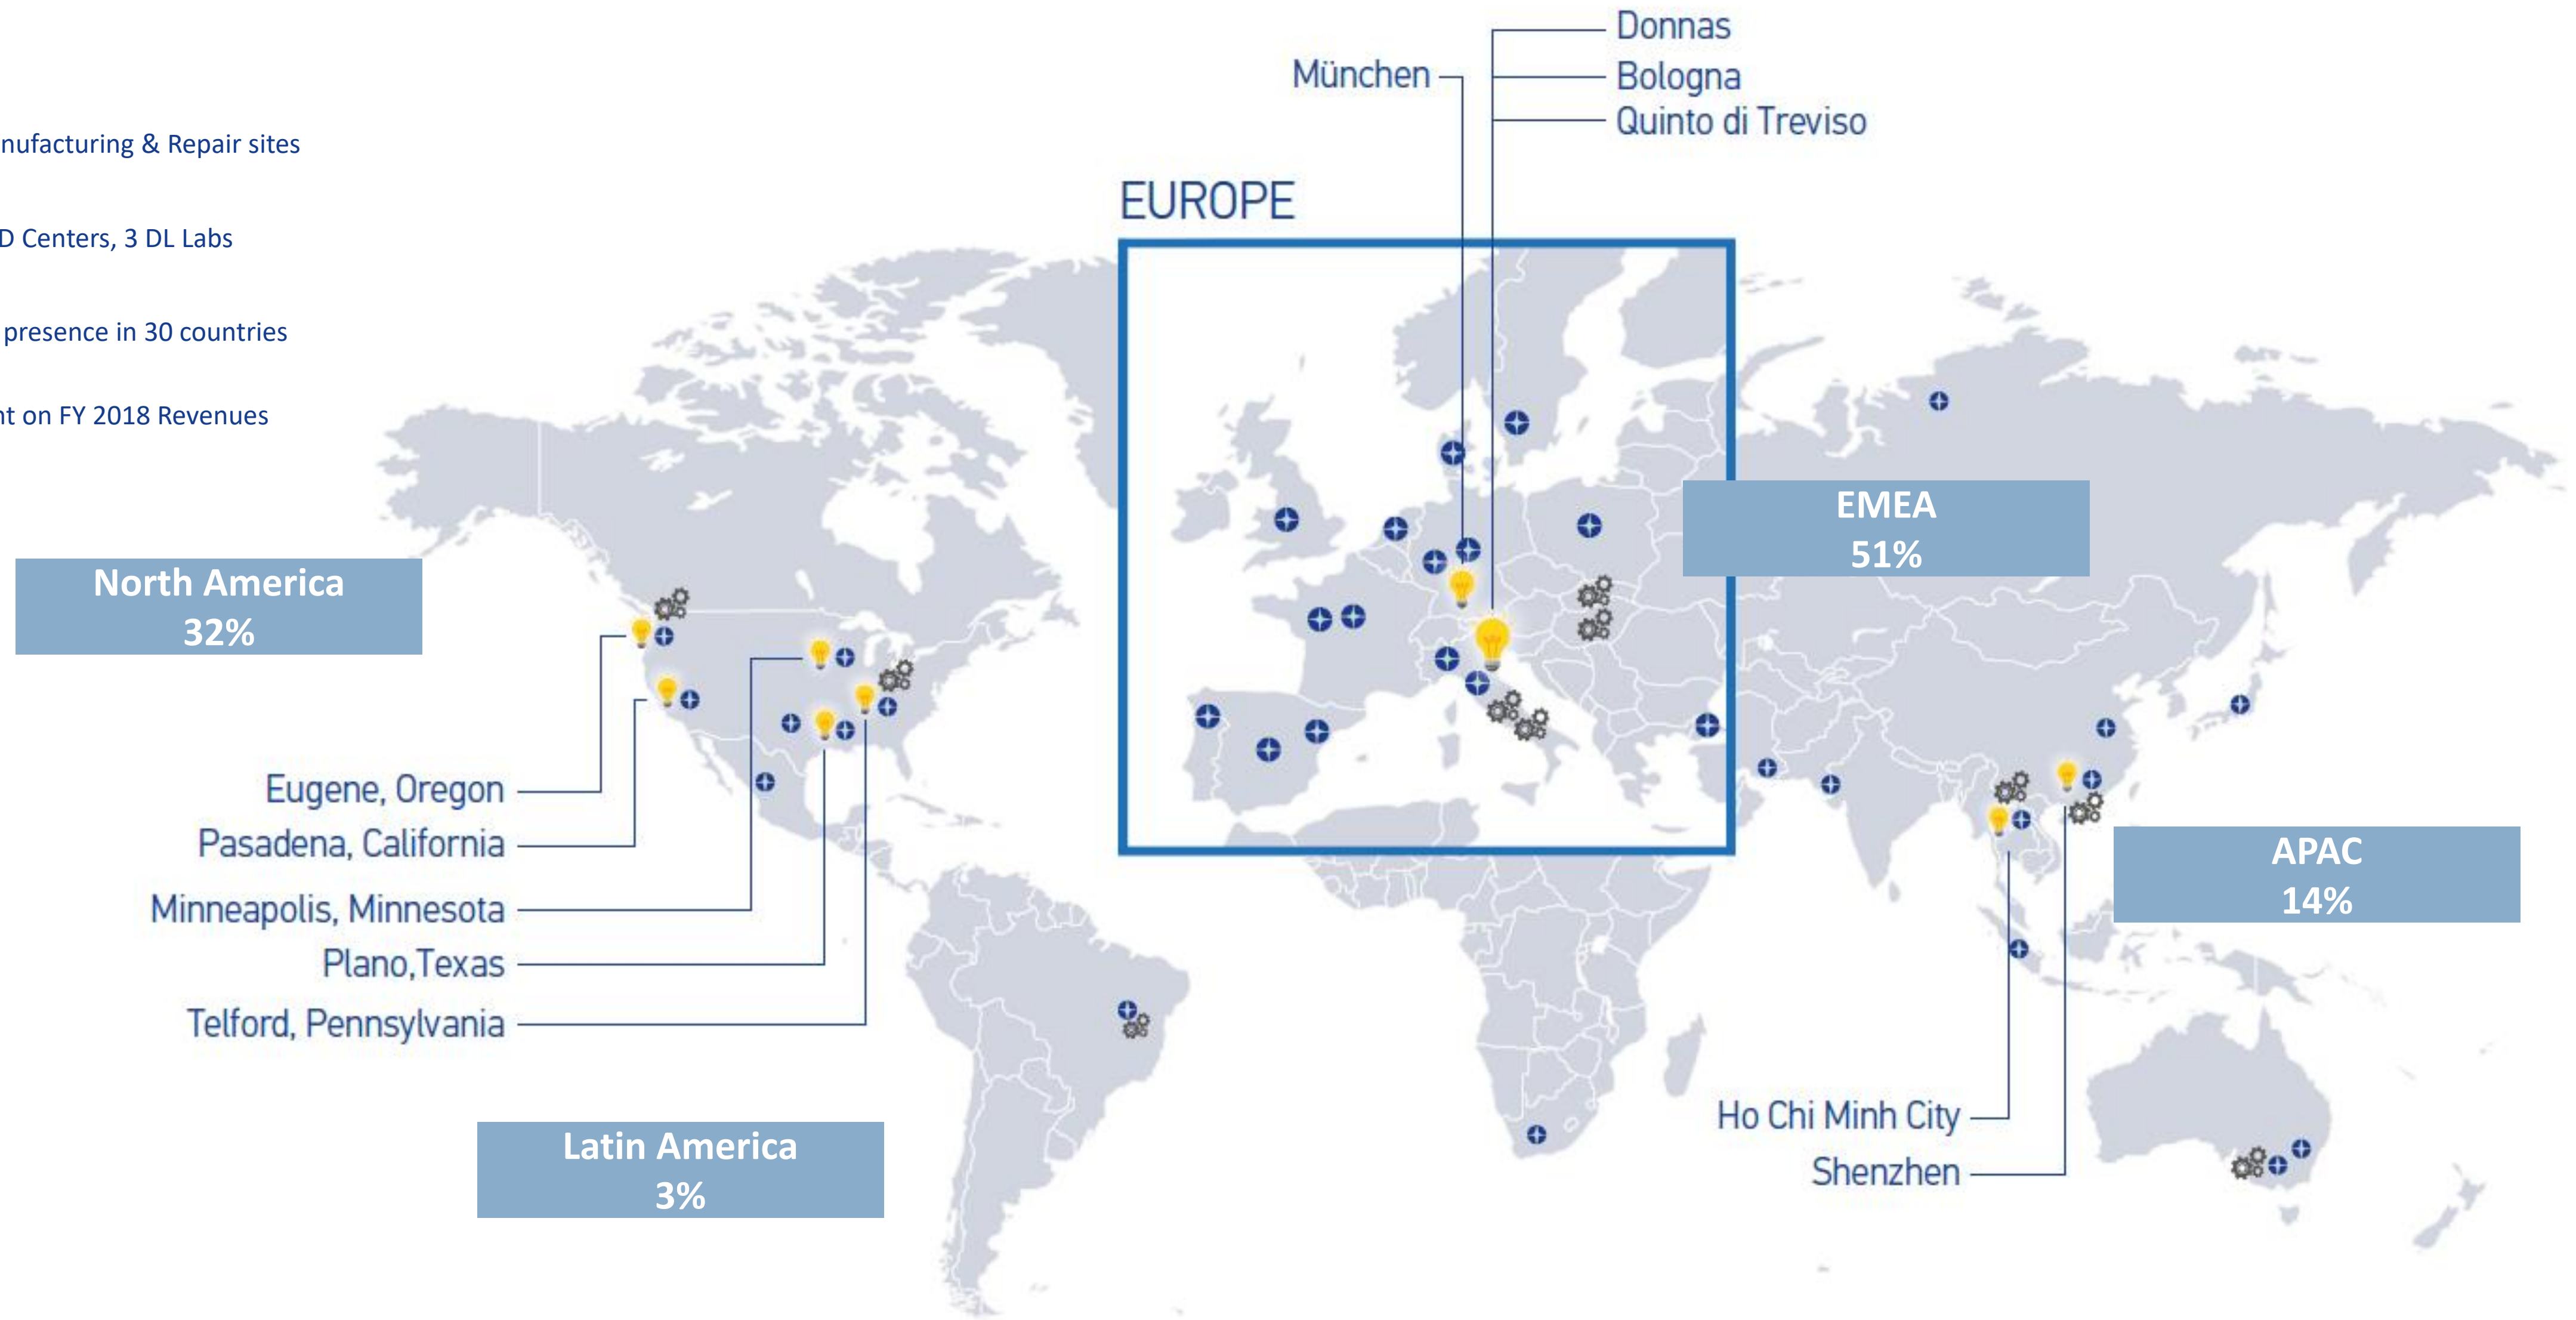 Donnas
München
Bologna
Quinto di Treviso
nufacturing & Repair sites
EUROPE
D Centers, 3 DL Labs
presence in 30 countries
nt on FY 2018 Revenues
EMEA
51%
North America
32%
Eugene, Oregon
Pasadena, California
Minneapolis, Minnesota
Plano,Texas
Telford, Pennsylvania
APAC
14%
Latin America
3%
Ho Chi Minh City
Shenzhen